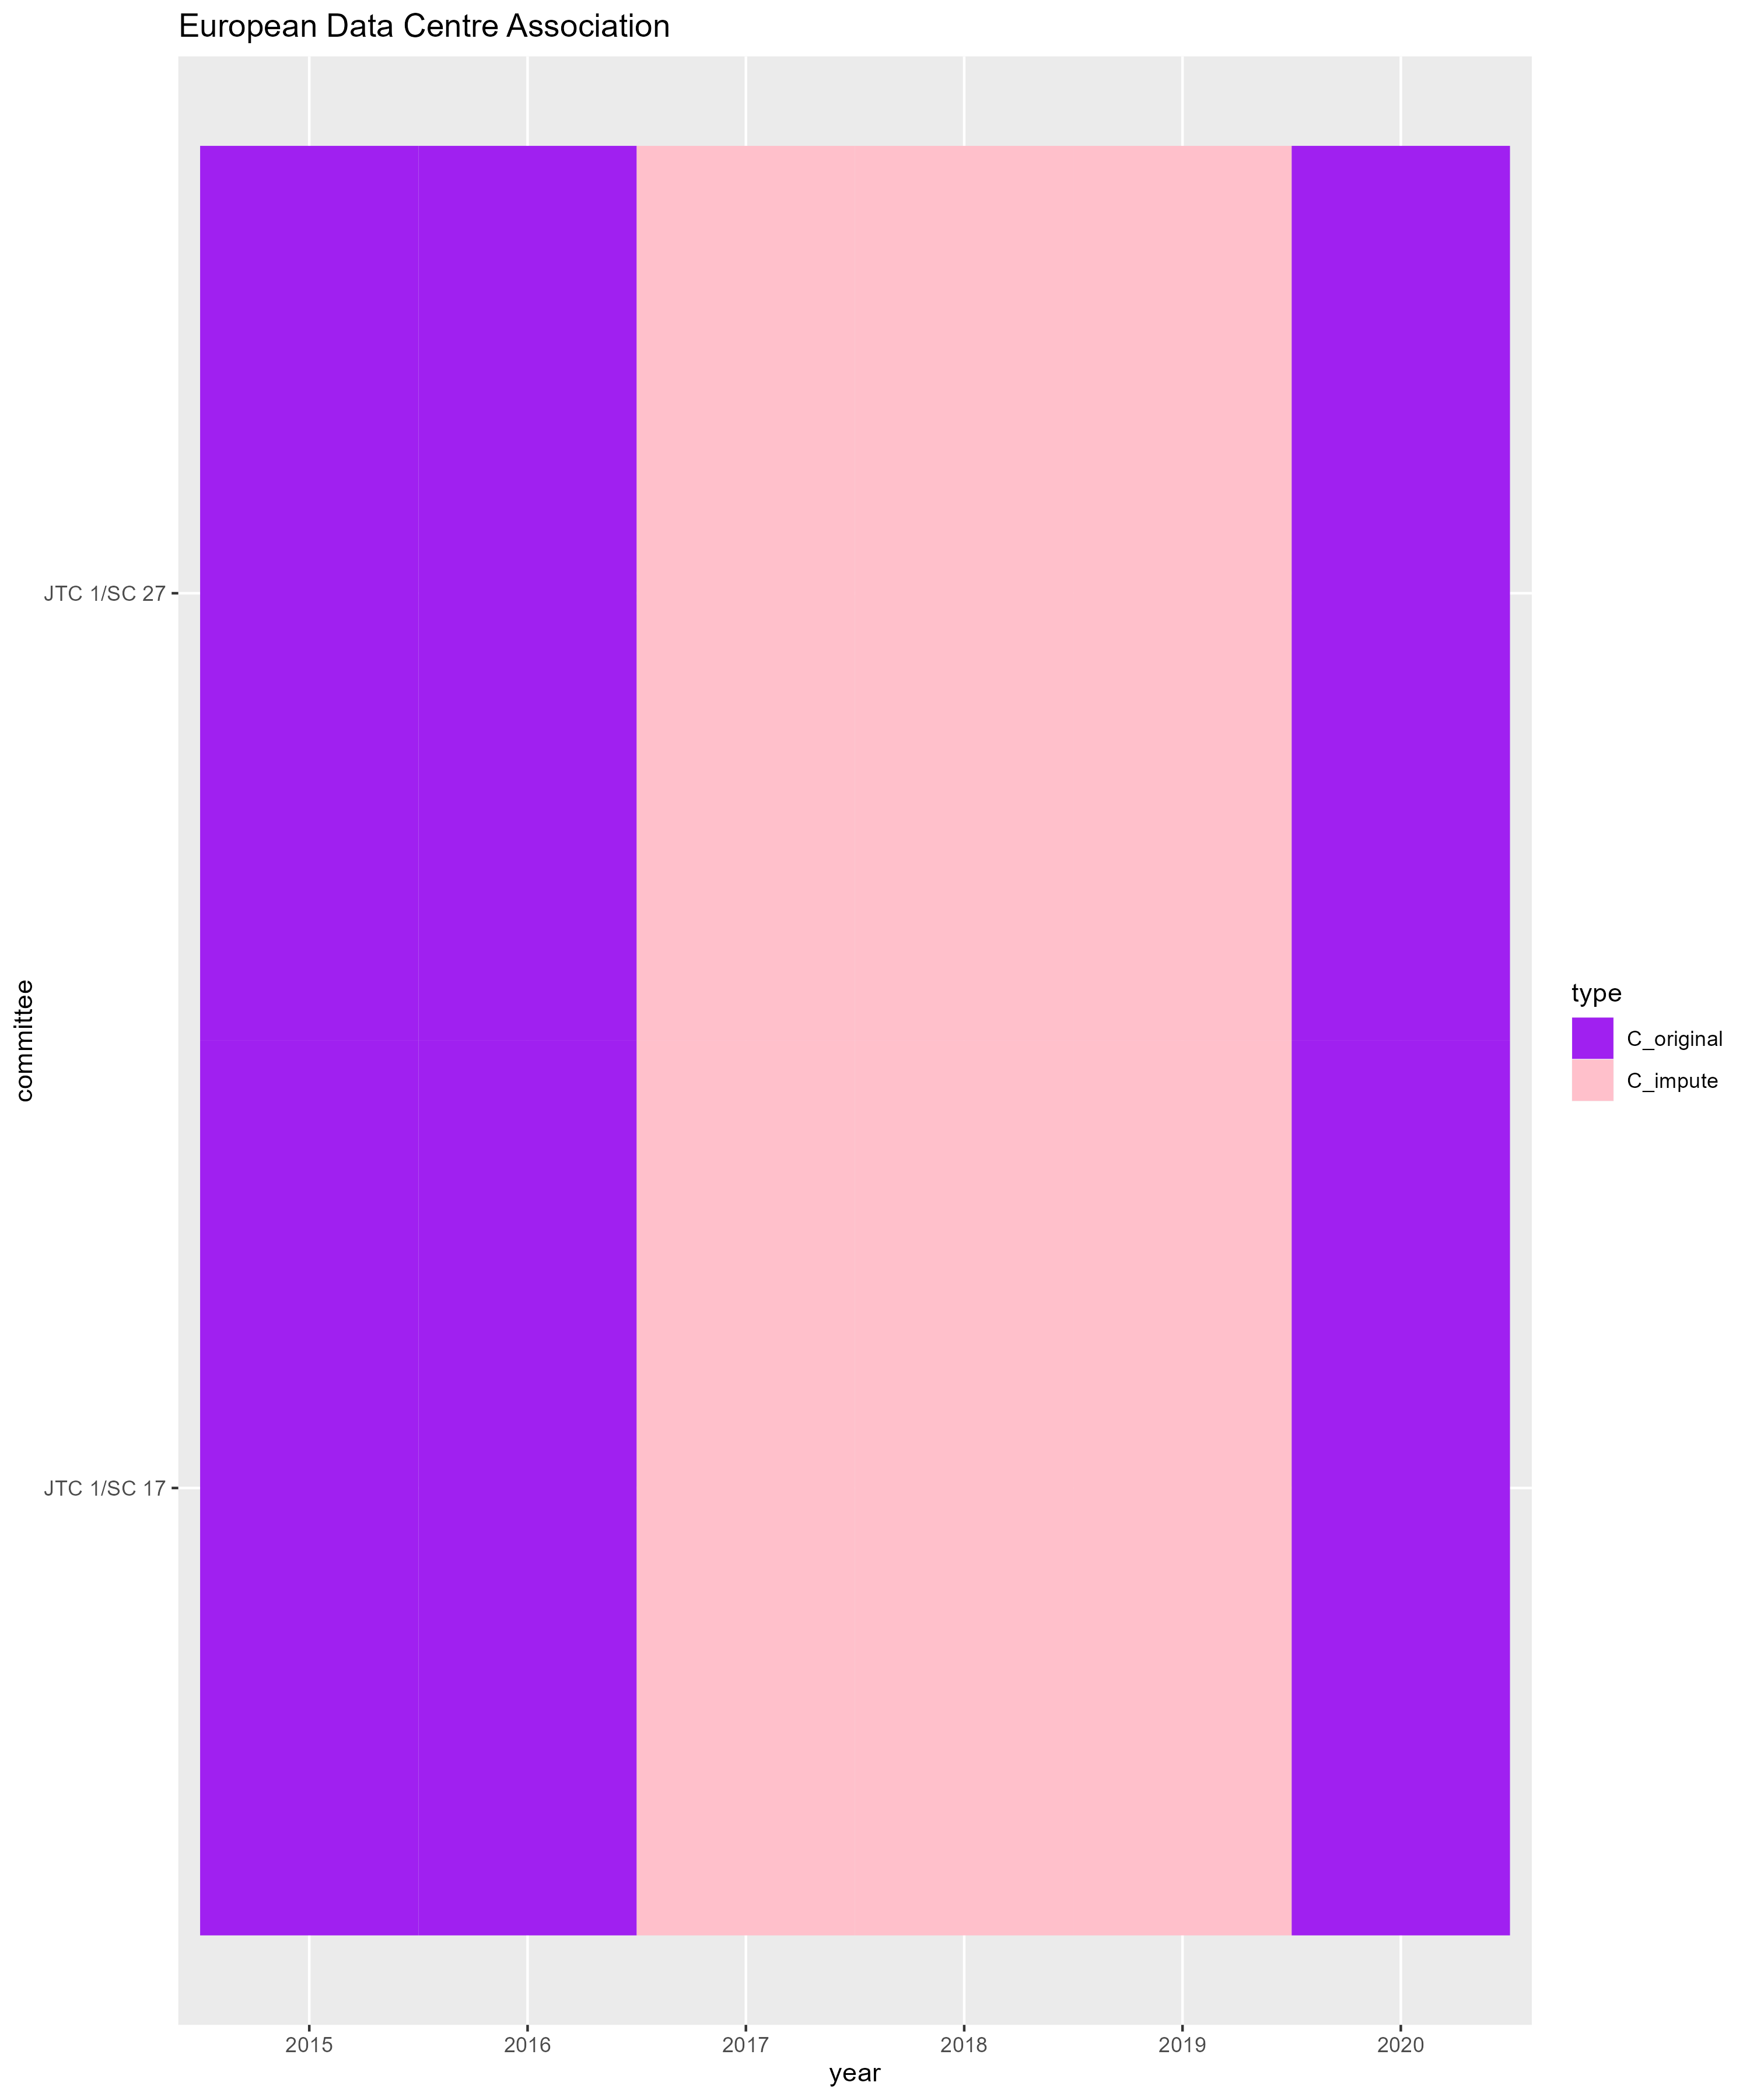 European Data Centre Association
committee
JTC 1/SC 27
JTC 1/SC 17
2015 2016 2017 2018 2019 2020
year
type
C_original
C_impute